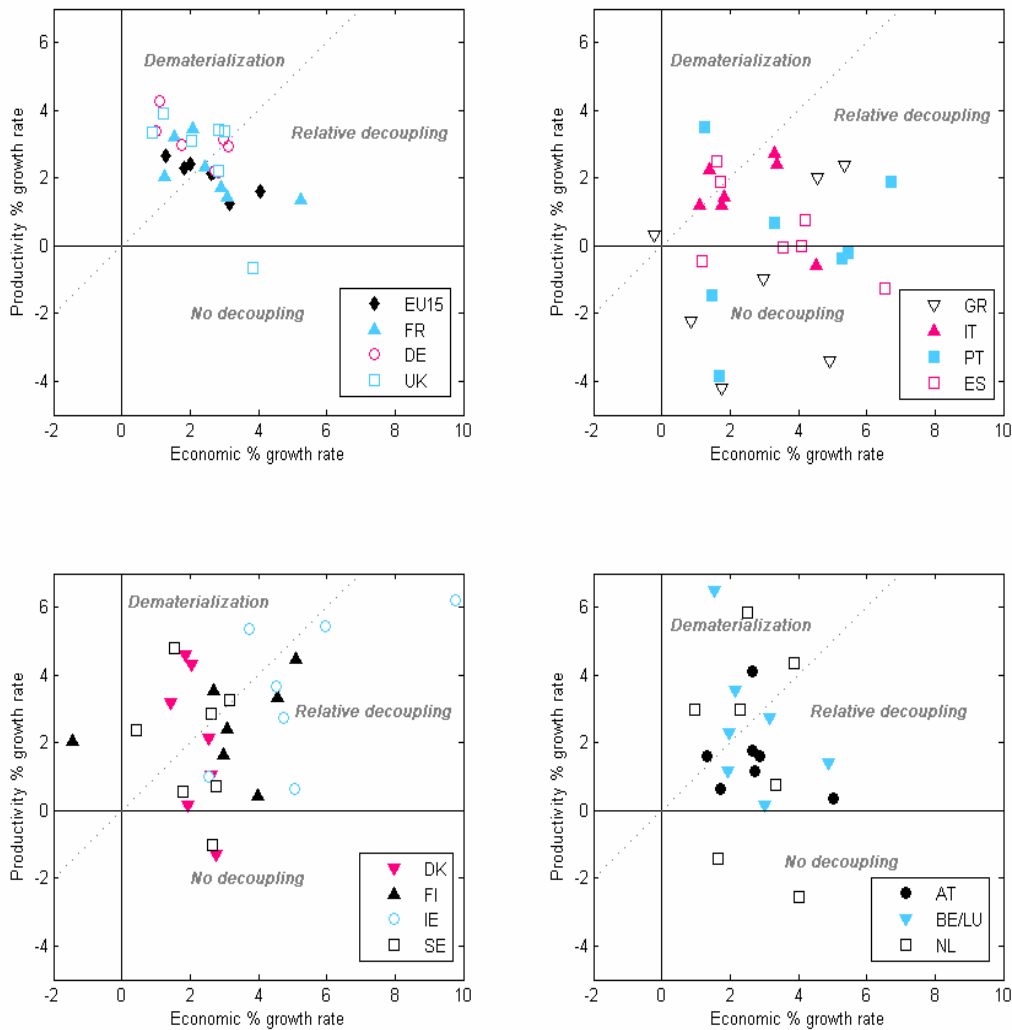 6
4
2
0
-2
-4
-2
0
2
4
6
8
10
Productivity % growth rate
Economic % growth rate
Dematerialization
Relative decoupling
No decoupling
EU15
FR
DE
UK
6
4
2
0
-2
-4
-2
0
2
4
6
8
10
Productivity % growth rate
Economic % growth rate
Dematerialization
Relative decoupling
No decoupling
GR
IT
PT
ES
6
4
2
0
-2
-4
-2
0
2
4
6
8
10
Productivity % growth rate
Economic % growth rate
Dematerialization
Relative decoupling
No decoupling
DK
FI
IE
SE
6
4
2
0
-2
-4
-2
0
2
4
6
8
10
Productivity % growth rate
Economic % growth rate
Dematerialization
Relative decoupling
No decoupling
AT
BE/LU
NL